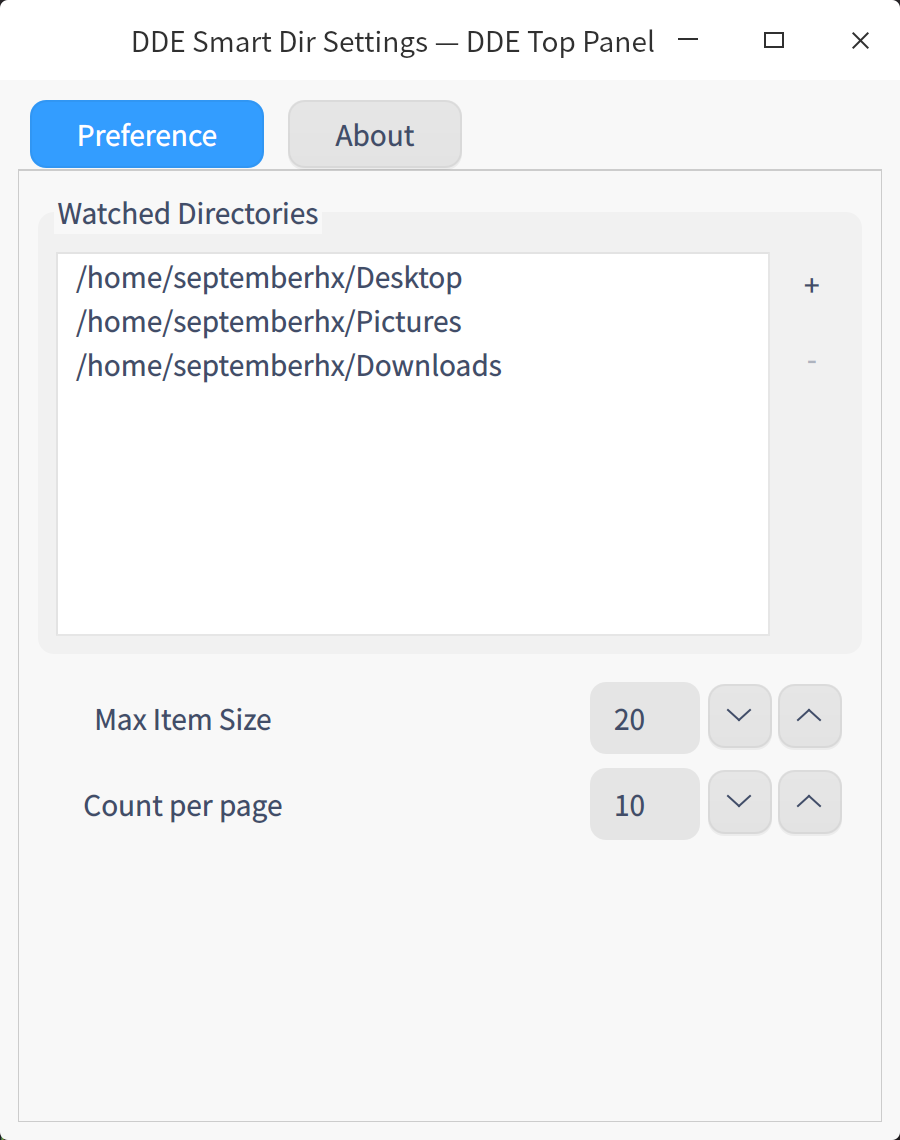 DDE Smart Dir Settings — DDE Top Panel
Preference
About
Watched Directories
/home/septemberhx/Desktop
/home/septemberhx/Pictures
/home/septemberhx/Downloads
+
-
Max Item Size
20
Count per page
10